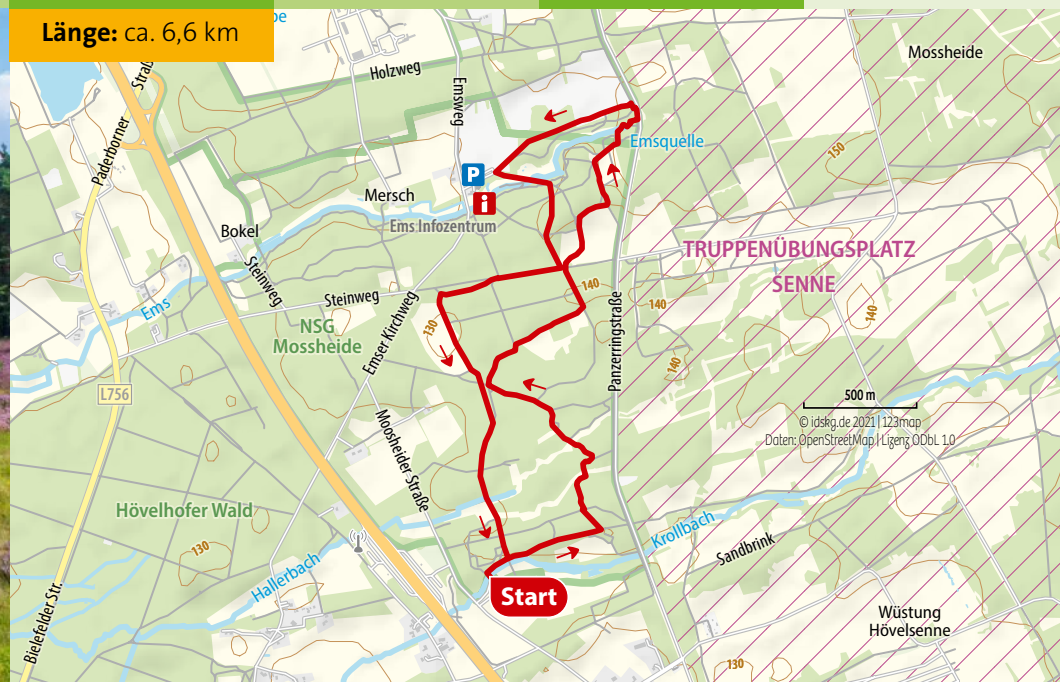 Länge: ca. 6,6 km
Mossheide
Holzweg
Emsweg
Paderborner
Emsquelle
150
P
Mersch
i
Ems Infozentrum
Bokel
TRUPPENÜBUNGSPLATZ
SENNE
Steinweg
Steinweg
140
140
140
Ems
130
NSG
Mossheide
Emser Kirchweg
Panzerringstraße
140
L756
500 m
© idskg.de 2021 | 123map
Daten: OpenStreetMap | Lizenz ODbL 1.0
Moosheider Straße
Hövelhofer Wald
130
Krollbach
Sandbrink
Hallerbach
Start
Bielefelder Str.
Wüstung
Hövelsenne
130